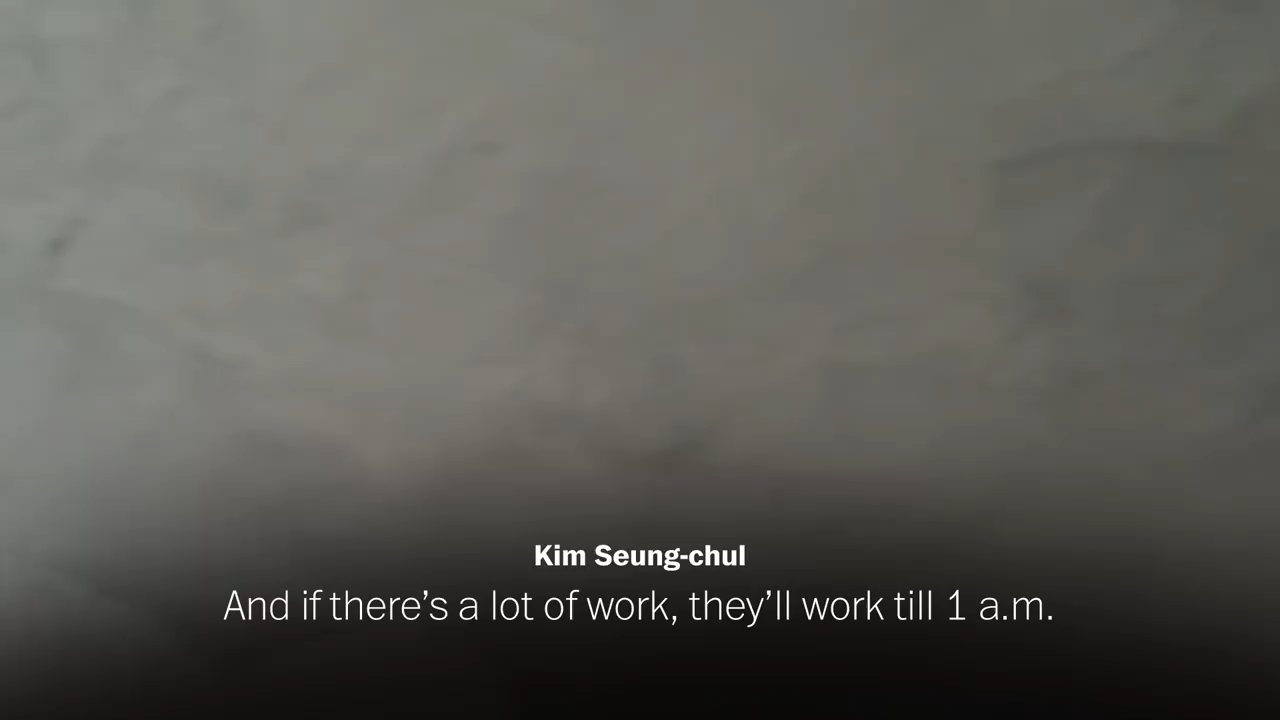 Kim Seung-chul
And if there’s a lot of work, they’ll work till 1 a.m.